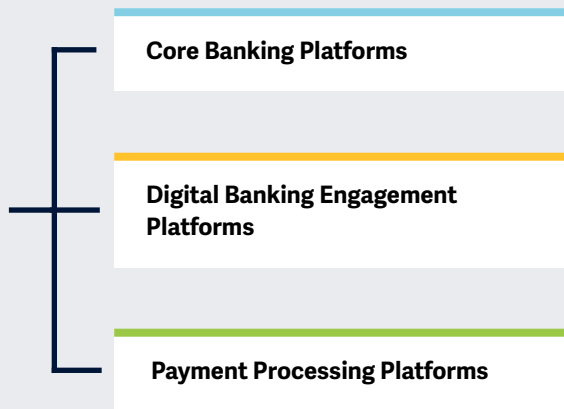 Core Banking Platforms
Digital Banking Engagement
Platforms
Payment Processing Platforms